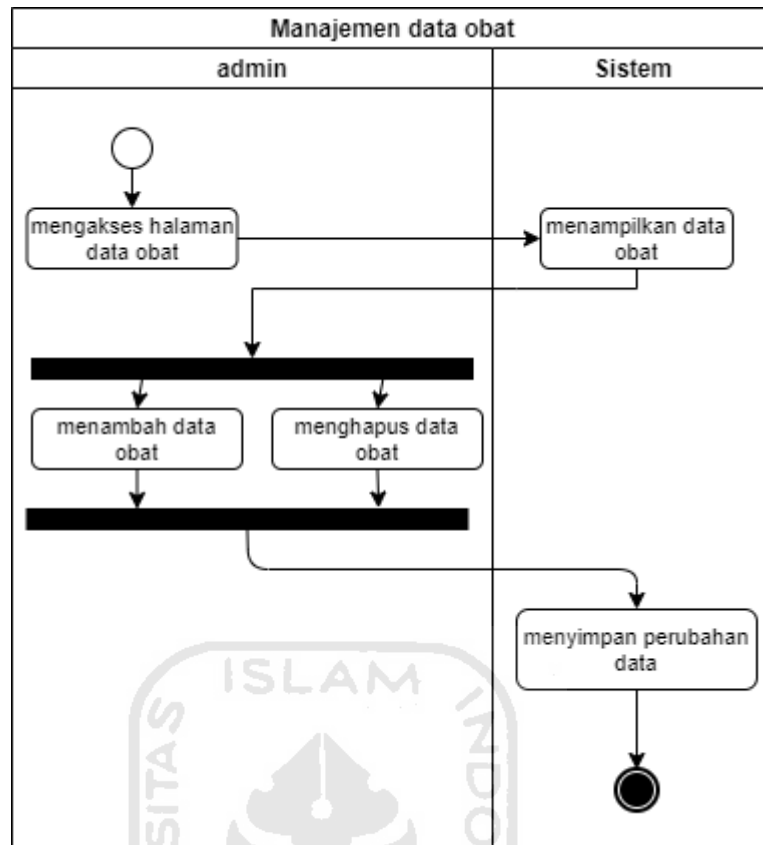 Manajemen data obat
admin
Sistem
mengakses halaman
data obat
menampilkan data
obat
menambah data
obat
menghapus data
obat
menyimpan perubahan
data
ISLAM